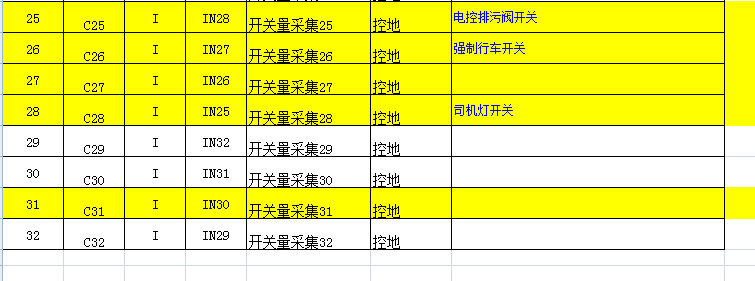 25 C25 I IN28 开关量采集25 控地 电控排污阀开关
26 C26 I IN27 开关量采集26 控地 强制行车开关
27 C27 I IN26 开关量采集27 控地
28 C28 I IN25 开关量采集28 控地 司机灯开关
29 C29 I IN32 开关量采集29 控地
30 C30 I IN31 开关量采集30 控地
31 C31 I IN30 开关量采集31 控地
32 C32 I IN29 开关量采集32 控地